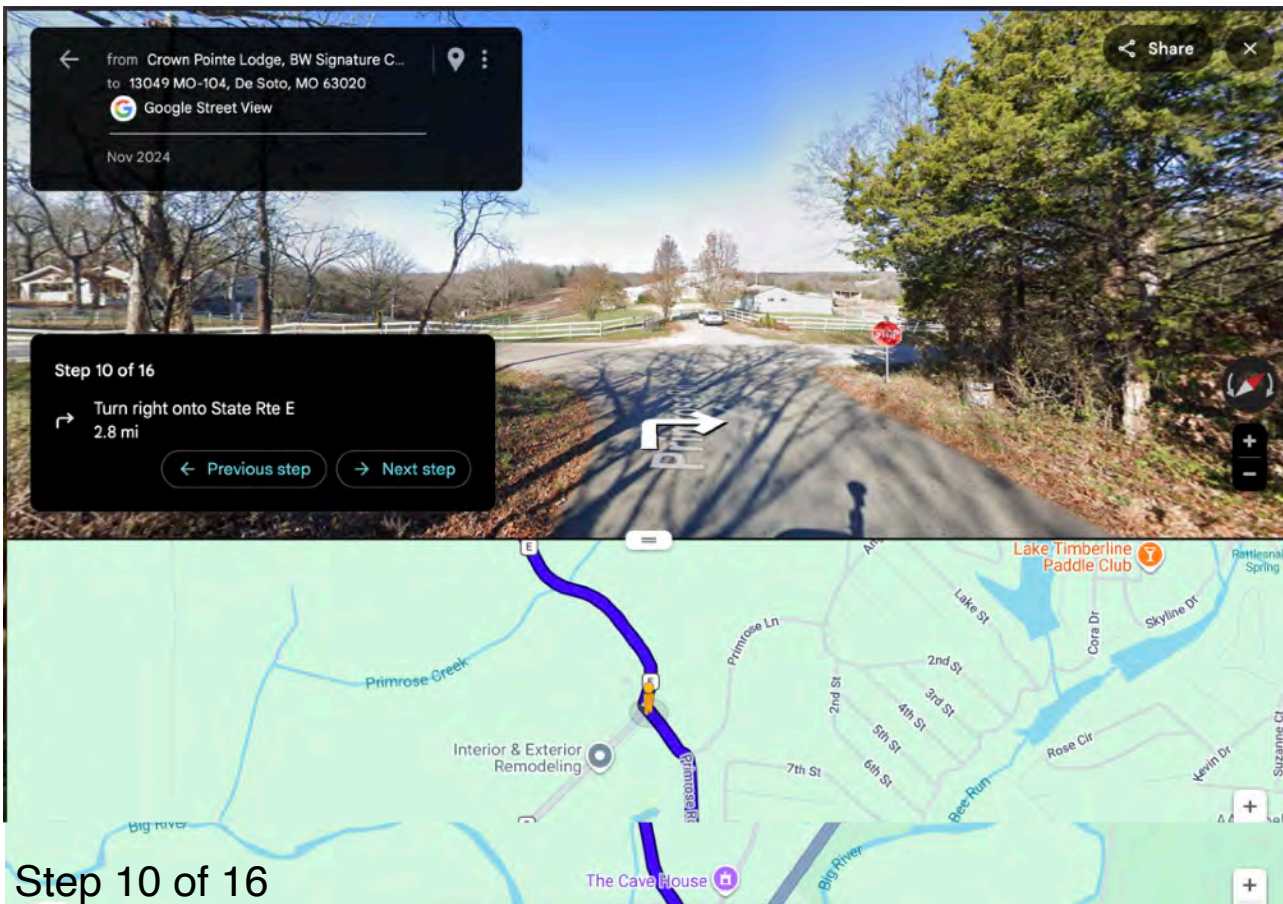 from Crown Pointe Lodge, BW Signature C...
to 13049 MO-104, De Soto, MO 63020
Google Street View
Nov 2024
Share
STOP
Step 10 of 16
Turn right onto State Rte E
2.8 mi
Previous step
Next step
E
Lake Timberline
Paddle Club
Spring
Lake St
Cora Dr
Skyline Dr
Primrose Ln
Primrose Creek
2nd St
2nd St
3rd St
4th St
5th St
6th St
7th St
Rose Cir
Kevin Dr
Suzanne Ct
Bee Run
Interior & Exterior
Remodeling
Big River
The Cave House
Big River
Step 10 of 16